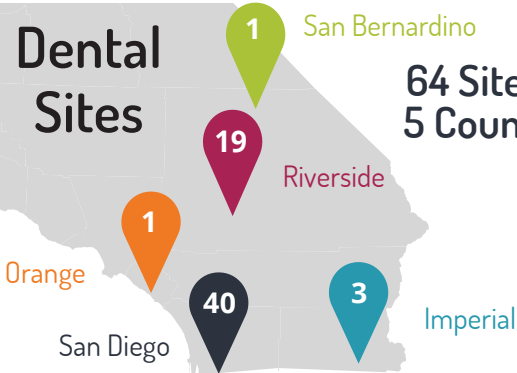 Dental
Sites
1
San Bernardino
64 Site
5 Coun
19
Riverside
1
Orange
40
San Diego
3
Imperial